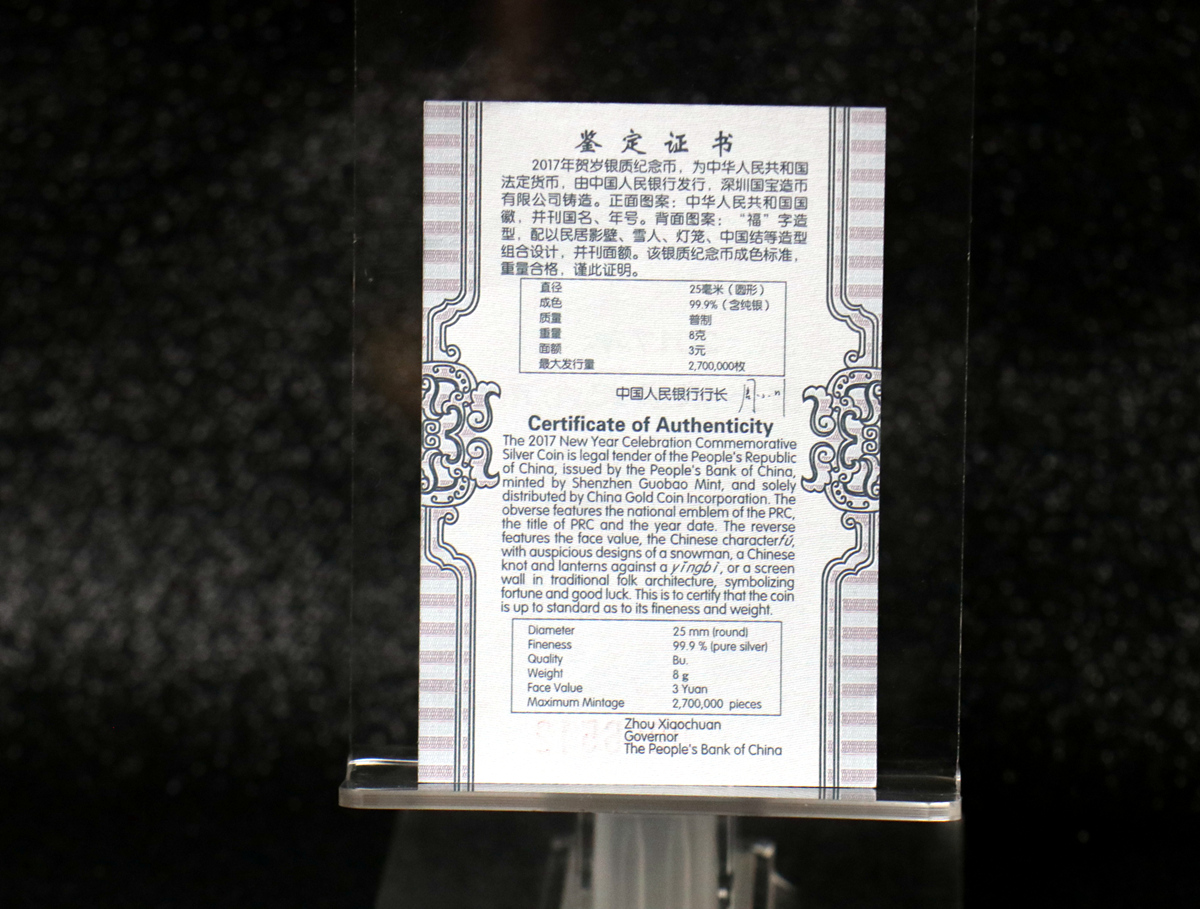 鉴定证书
2017年贺岁银质纪念币，为中华人民共和国
法定货币，由中国人民银行发行，深圳国宝造币
有限公司铸造。正面图案：中华人民共和国国
徽，并刊国名、年号。背面图案：“福”字造
型，配以民居影壁、雪人、灯笼、中国结等造型
组合设计，并刊面额。该银质纪念币成色标准，
重量合格，谨此证明。
直径 25毫米（圆形）
成色 99.9%（含纯银）
质量 普制
重量 8克
面额 3元
最大发行量 2,700,000枚
中国人民银行行长
Certificate of Authenticity
The 2017 New Year Celebration Commemorative
Silver Coin is legal tender of the People's Republic
of China, issued by the People's Bank of China,
minted by Shenzhen Guobao Mint, and solely
distributed by China Gold Coin Incorporation. The
obverse features the national emblem of the PRC,
the title of PRC and the year date. The reverse
features the face value, the Chinese character fú,
with auspicious designs of a snowman, a Chinese
knot and lanterns against a yingbi, or a screen
wall in traditional folk architecture, symbolizing
fortune and good luck. This is to certify that the coin
is up to standard as to its fineness and weight.
Diameter 25 mm (round)
Fineness 99.9 % (pure silver)
Quality Bu.
Weight 8 g
Face Value 3 Yuan
Maximum Mintage 2,700,000 pieces
Zhou Xiaochuan
Governor
The People's Bank of China